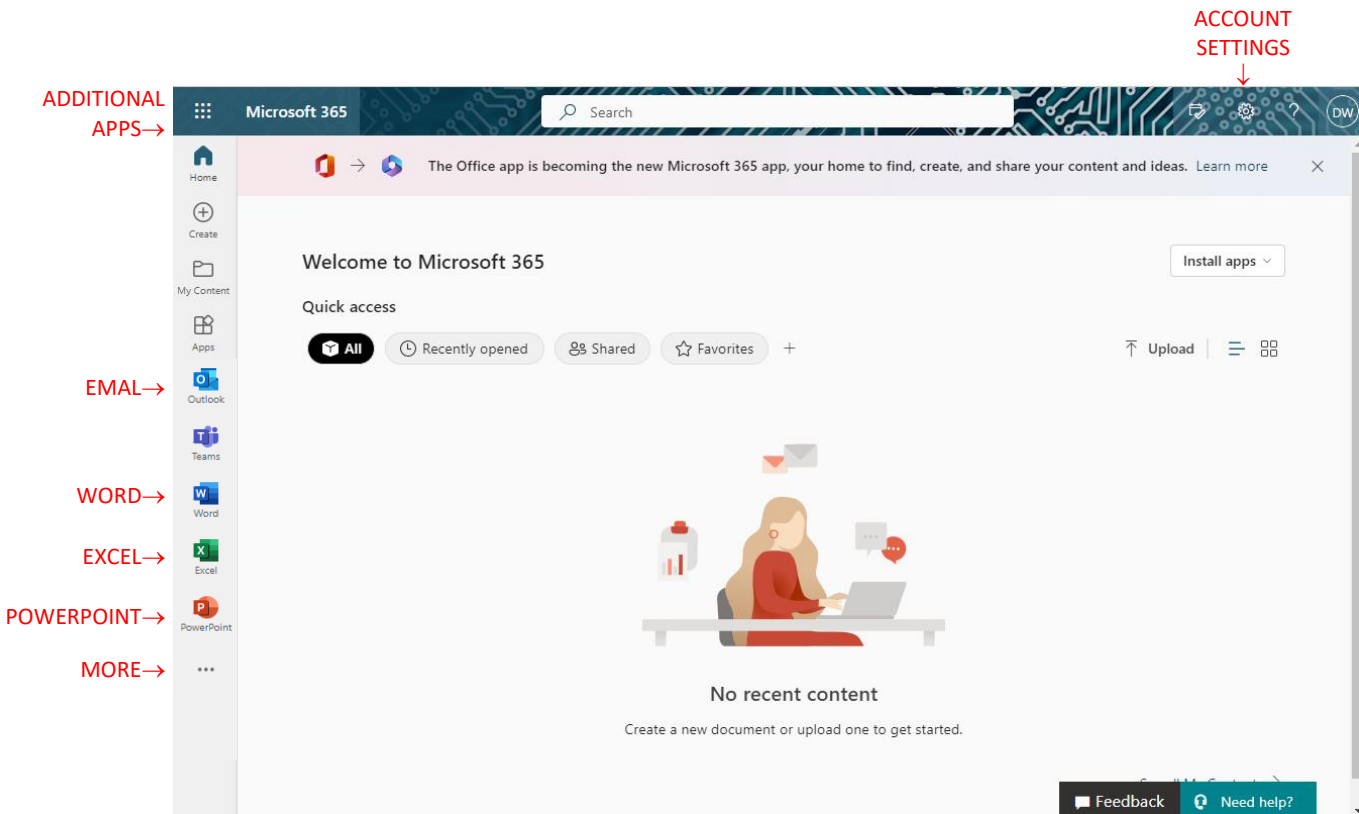 ACCOUNT
SETTINGS
↓
ADDITIONAL
APPS→
Microsoft 365
Search
?
DW
Home
The Office app is becoming the new Microsoft 365 app, your home to find, create, and share your content and ideas. Learn more
Create
Welcome to Microsoft 365
Install apps
My Content
Quick access
Apps
All
Recently opened
Shared
Favorites
+
Upload
EMAL→
Outlook
Teams
WORD→
Word
EXCEL→
Excel
POWERPOINT→
PowerPoint
MORE→
No recent content
Create a new document or upload one to get started.
Feedback
Need help?